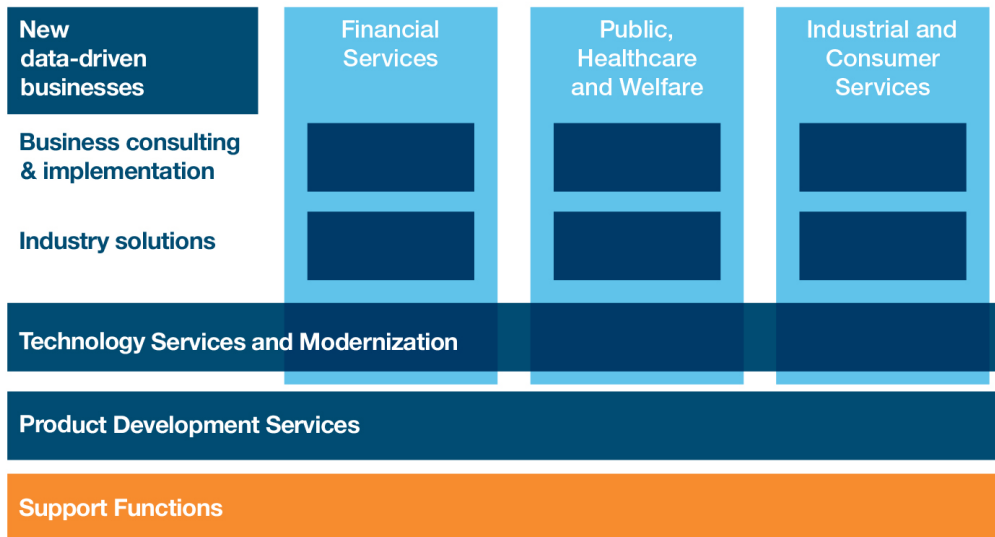 New
data-driven
businesses
Financial
Services
Public,
Healthcare
and Welfare
Industrial and
Consumer
Services
Business consulting
& implementation
Industry solutions
Technology Services and Modernization
Product Development Services
Support Functions